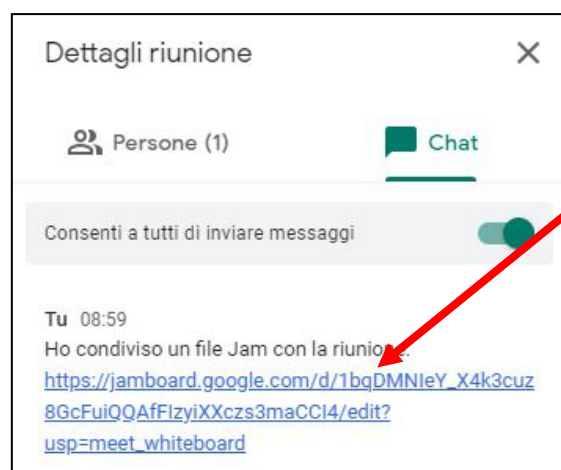 Dettagli riunione
Persone (1)
Chat
Consenti a tutti di inviare messaggi
Tu 08:59
Ho condiviso un file Jam con la riunione.
https://jamboard.google.com/d/1bqDMNIeY_X4k3cuz
8GcFuiQQAfFIzyiXXczs3maCCI4/edit?
usp=meet_whiteboard